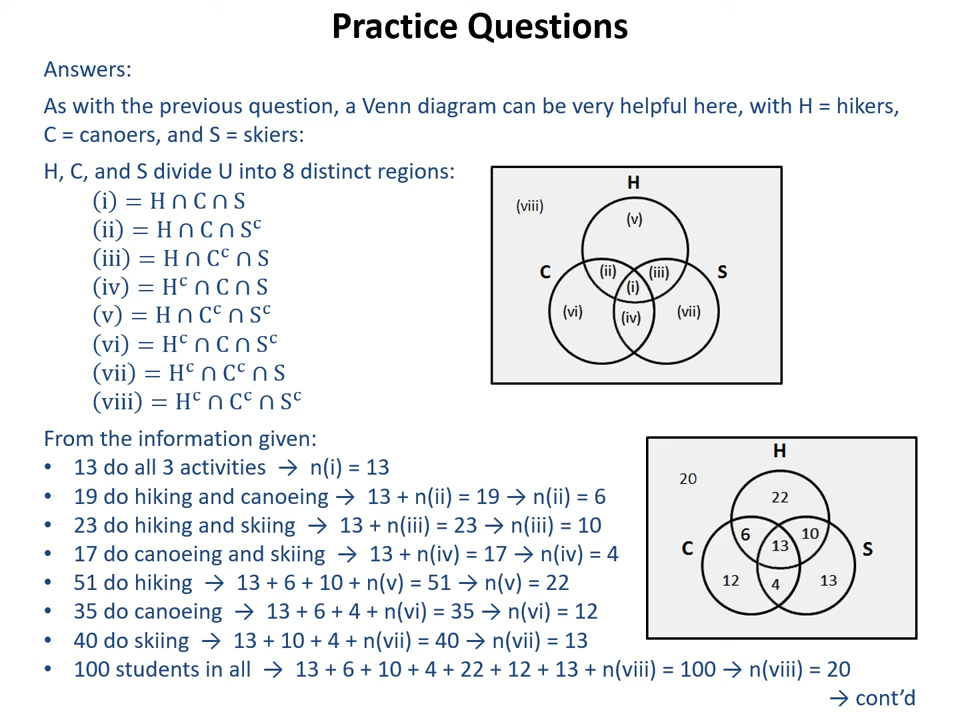 Practice Questions
Answers:
As with the previous question, a Venn diagram can be very helpful here, with H = hikers,
C = canoers, and S = skiers:
H, C, and S divide U into 8 distinct regions:
(i) = H ∩ C ∩ S
(ii) = H ∩ C ∩ Sᶜ
(iii) = H ∩ Cᶜ ∩ S
(iv) = Hᶜ ∩ C ∩ S
(v) = H ∩ Cᶜ ∩ Sᶜ
(vi) = Hᶜ ∩ C ∩ Sᶜ
(vii) = Hᶜ ∩ Cᶜ ∩ S
(viii) = Hᶜ ∩ Cᶜ ∩ Sᶜ
H
(viii)
(v)
C (ii) (iii) S
(i)
(vi) (iv) (vii)
From the information given:
• 13 do all 3 activities → n(i) = 13
• 19 do hiking and canoeing → 13 + n(ii) = 19 → n(ii) = 6
• 23 do hiking and skiing → 13 + n(iii) = 23 → n(iii) = 10
• 17 do canoeing and skiing → 13 + n(iv) = 17 → n(iv) = 4
• 51 do hiking → 13 + 6 + 10 + n(v) = 51 → n(v) = 22
• 35 do canoeing → 13 + 6 + 4 + n(vi) = 35 → n(vi) = 12
• 40 do skiing → 13 + 10 + 4 + n(vii) = 40 → n(vii) = 13
• 100 students in all → 13 + 6 + 10 + 4 + 22 + 12 + 13 + n(viii) = 100 → n(viii) = 20
H
20
22
6 10
C 13 S
12 4 13
→ cont’d